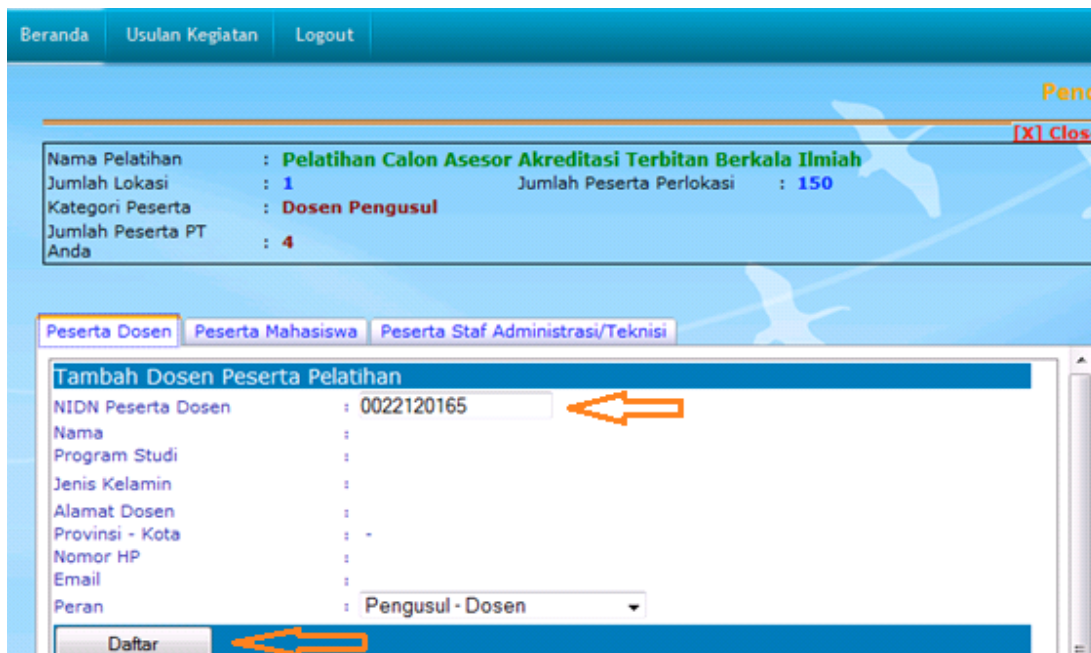 Beranda Usulan Kegiatan Logout
[X]
Nama Pelatihan : Pelatihan Calon Asesor Akreditasi Terbitan Berkala Ilmiah
Jumlah Lokasi : 1 Jumlah Peserta Perlokasi : 150
Kategori Peserta : Dosen Pengusul
Jumlah Peserta PT
Anda : 4
Peserta Dosen Peserta Mahasiswa Peserta Staf Administrasi/Teknisi
Tambah Dosen Peserta Pelatihan
NIDN Peserta Dosen : 0022120165
Nama :
Program Studi :
Jenis Kelamin :
Alamat Dosen :
Provinsi - Kota : -
Nomor HP :
Email :
Peran : Pengusul - Dosen
Daftar